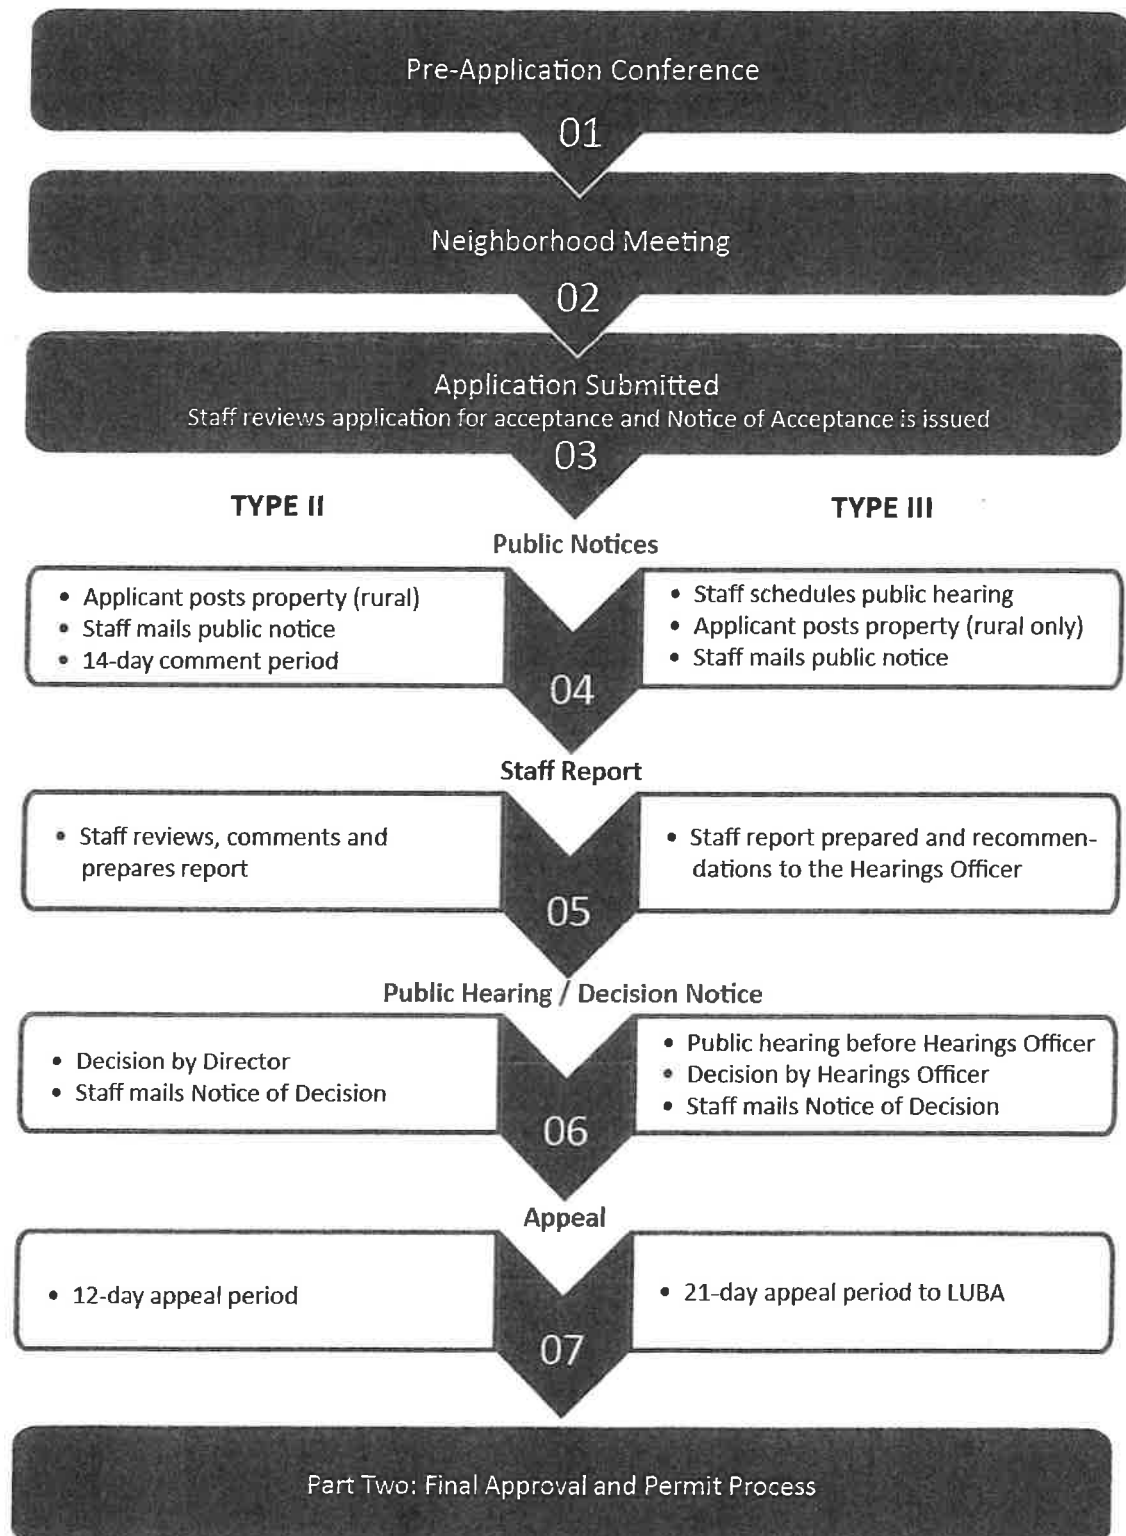 Pre-Application Conference
01
Neighborhood Meeting
02
Application Submitted
Staff reviews application for acceptance and Notice of Acceptance is issued
03
TYPE II
TYPE III
Public Notices
• Applicant posts property (rural)
• Staff mails public notice
• 14-day comment period
04
• Staff schedules public hearing
• Applicant posts property (rural only)
• Staff mails public notice
Staff Report
• Staff reviews, comments and
prepares report
05
• Staff report prepared and recommen-
dations to the Hearings Officer
Public Hearing / Decision Notice
• Decision by Director
• Staff mails Notice of Decision
06
• Public hearing before Hearings Officer
• Decision by Hearings Officer
• Staff mails Notice of Decision
Appeal
• 12-day appeal period
07
• 21-day appeal period to LUBA
Part Two: Final Approval and Permit Process